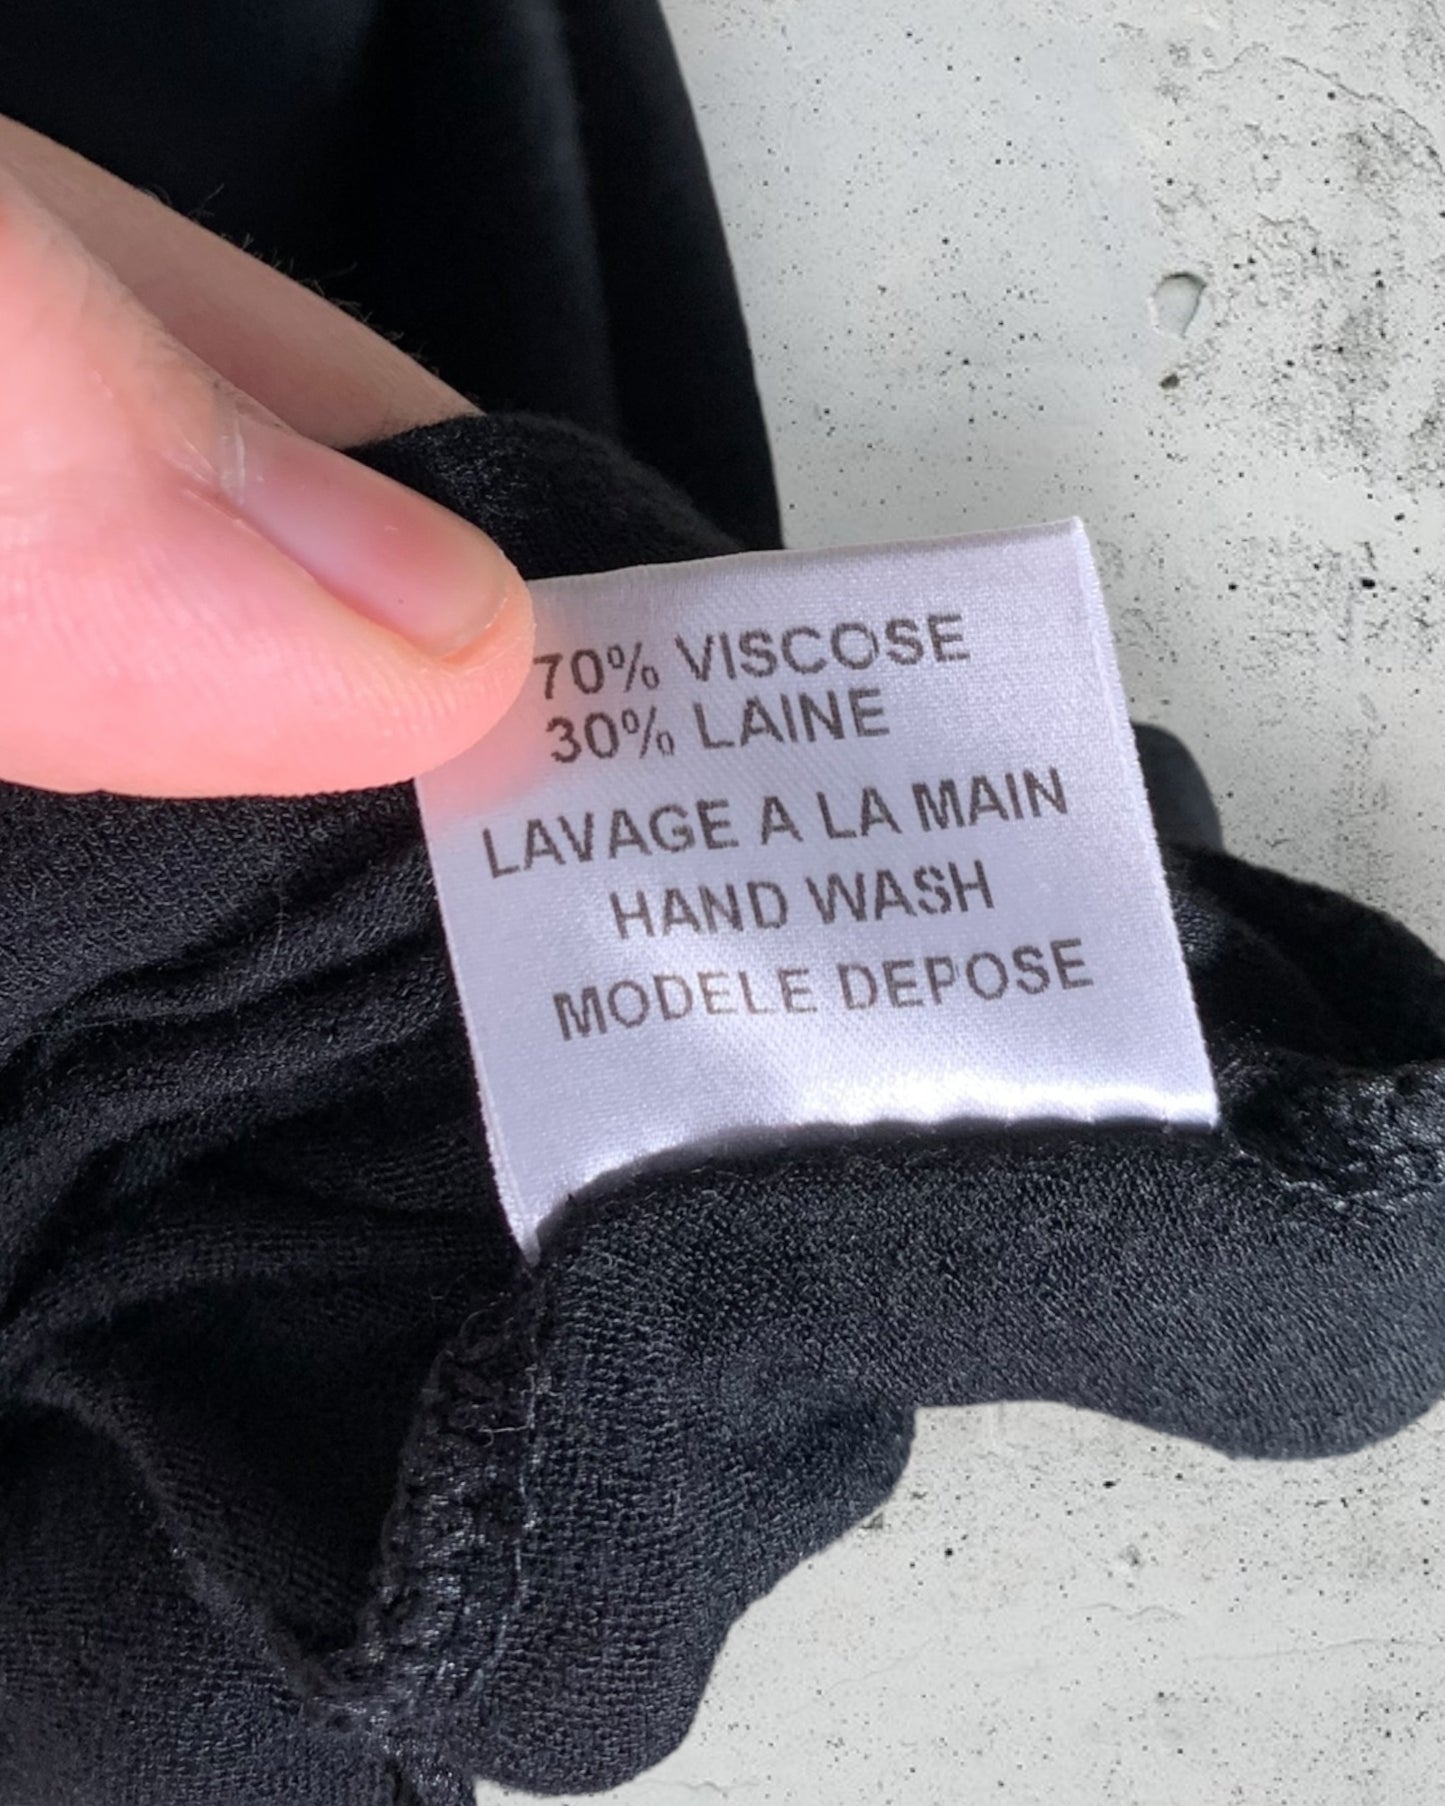 70% VISCOSE
30% LAINE
LAVAGE A LA MAIN
HAND WASH
MODELE DEPOSE